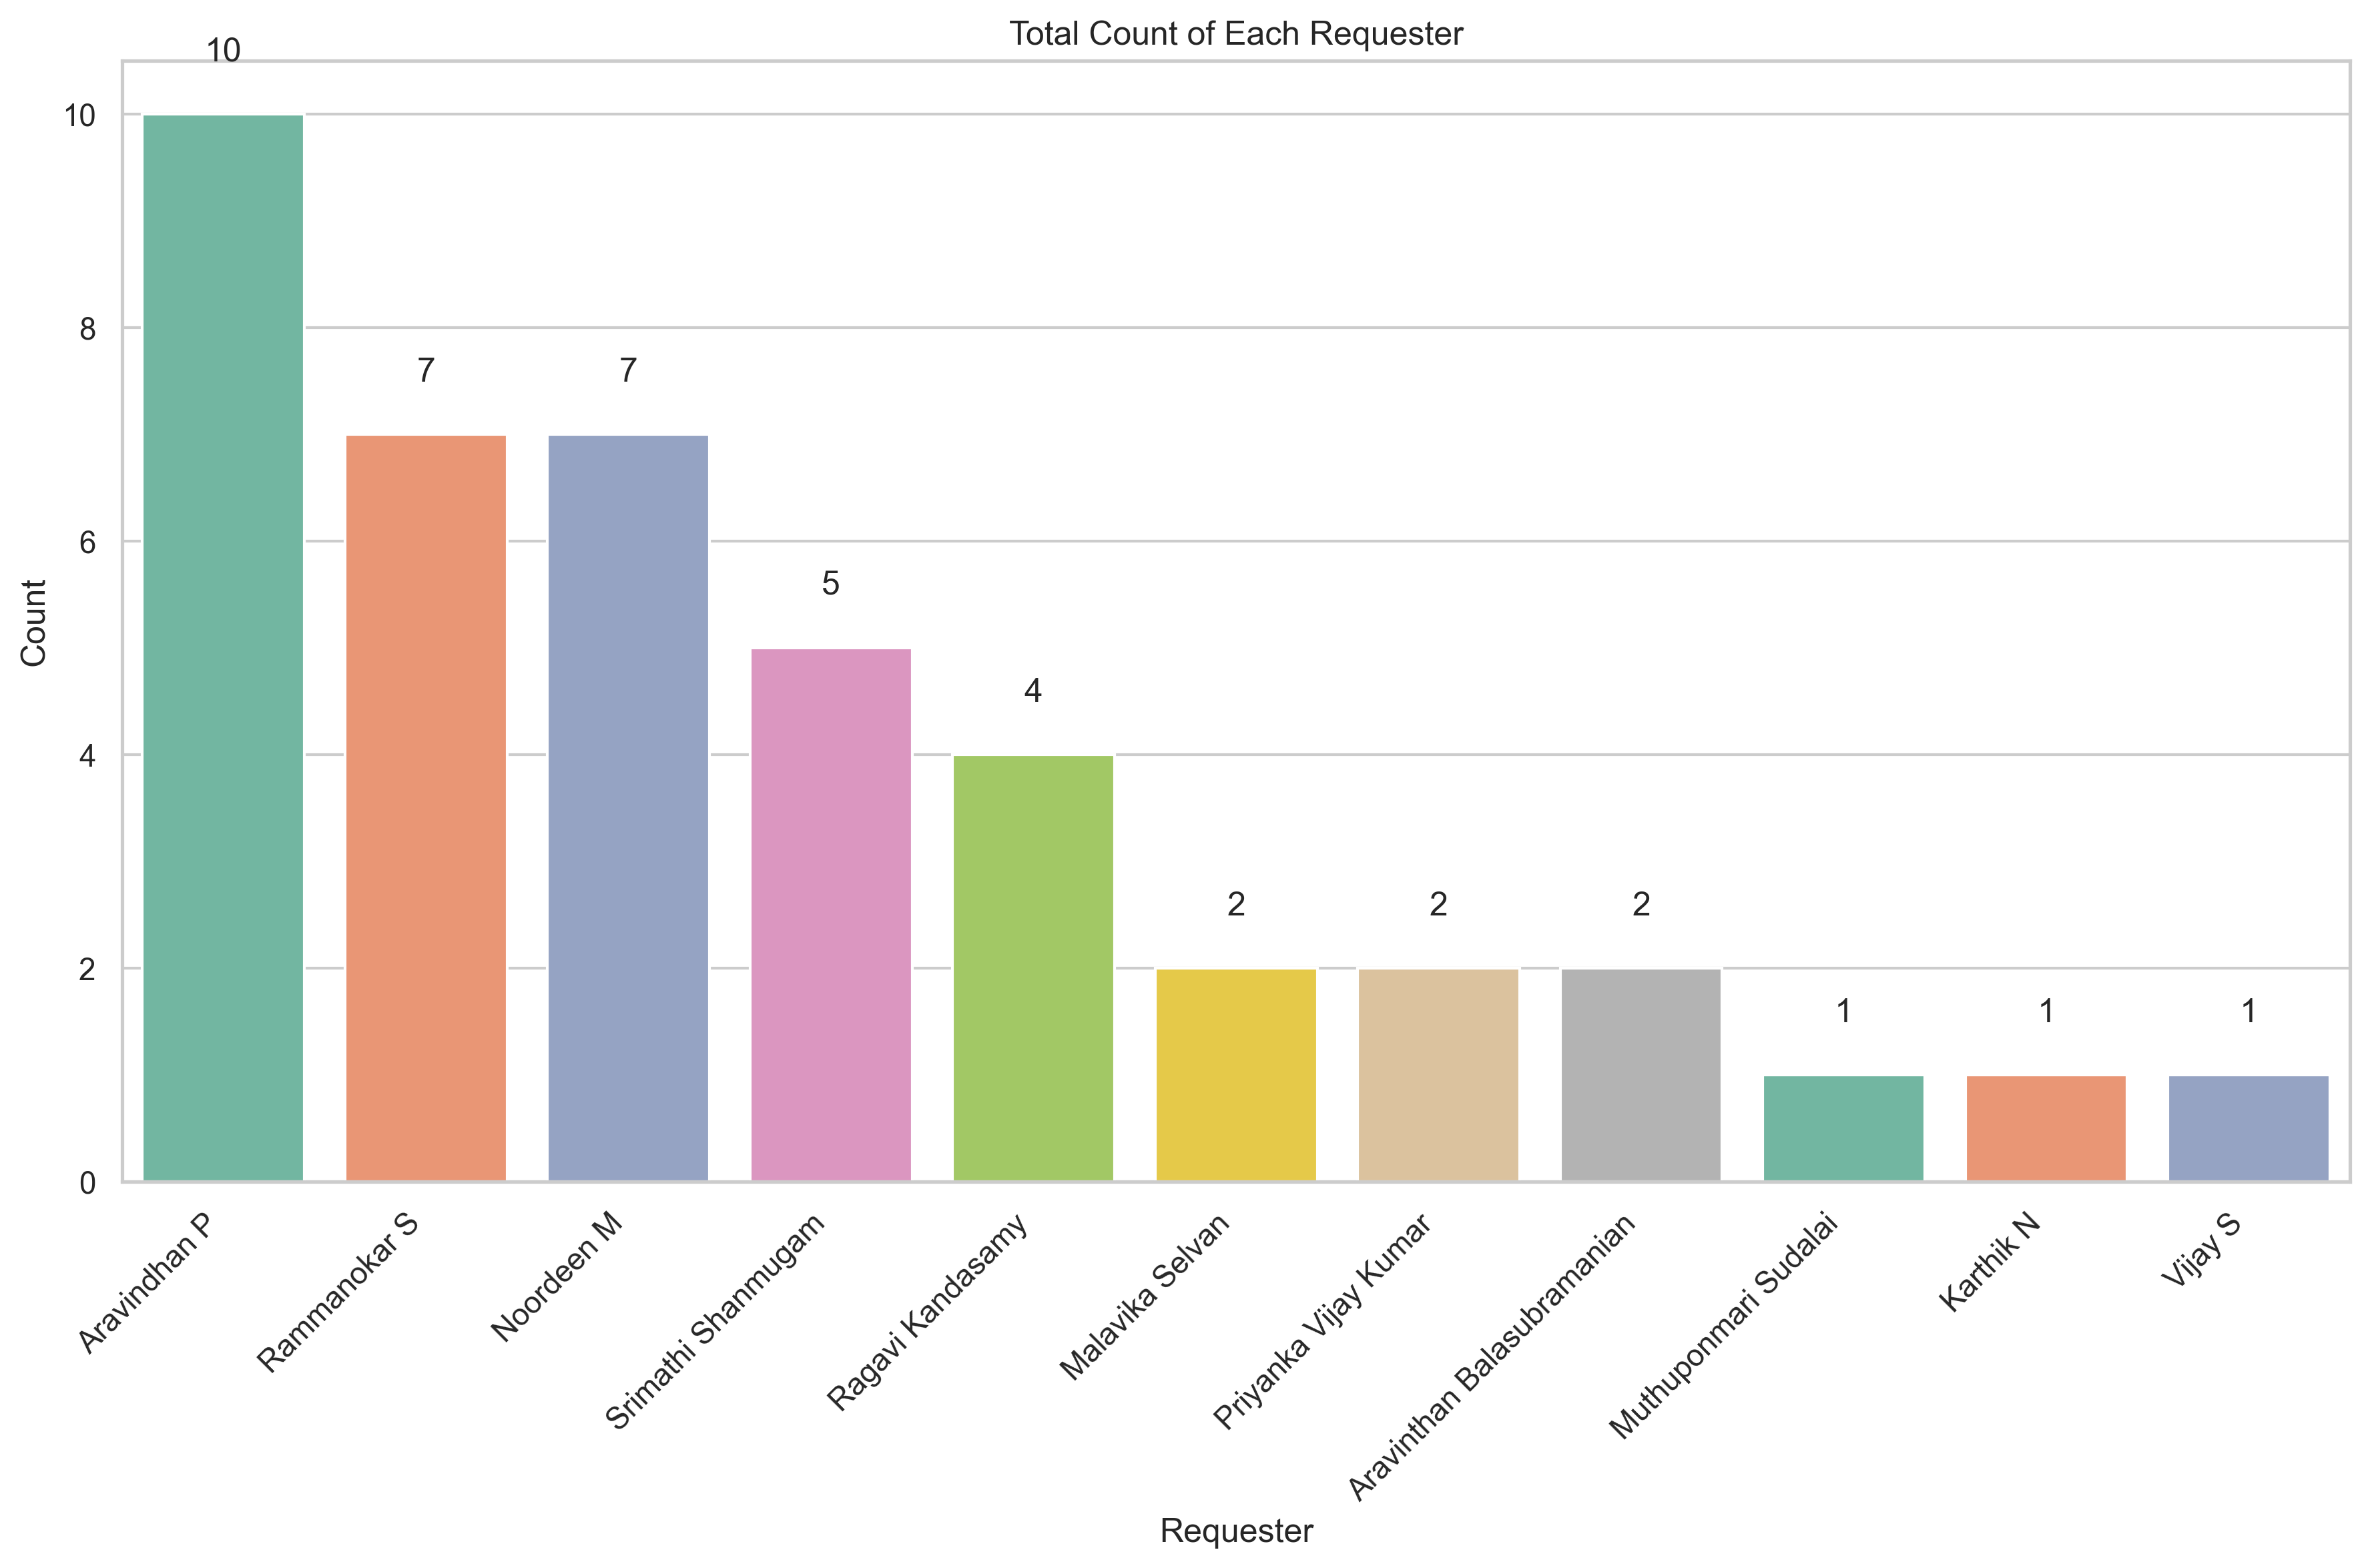 Total Count of Each Requester
10
10
8
7
7
6
5
4
4
2
2
2
2
1
1
1
0
Count
Aravindhan P
Rammanokar S
Noordeen M
Srimathi Shanmugam
Ragavi Kandasamy
Malavika Selvan
Priyanka Vijay Kumar
Aravinthan Balasubramanian
Muthuponmari Sudalai
Karthik N
Vijay S
Requester